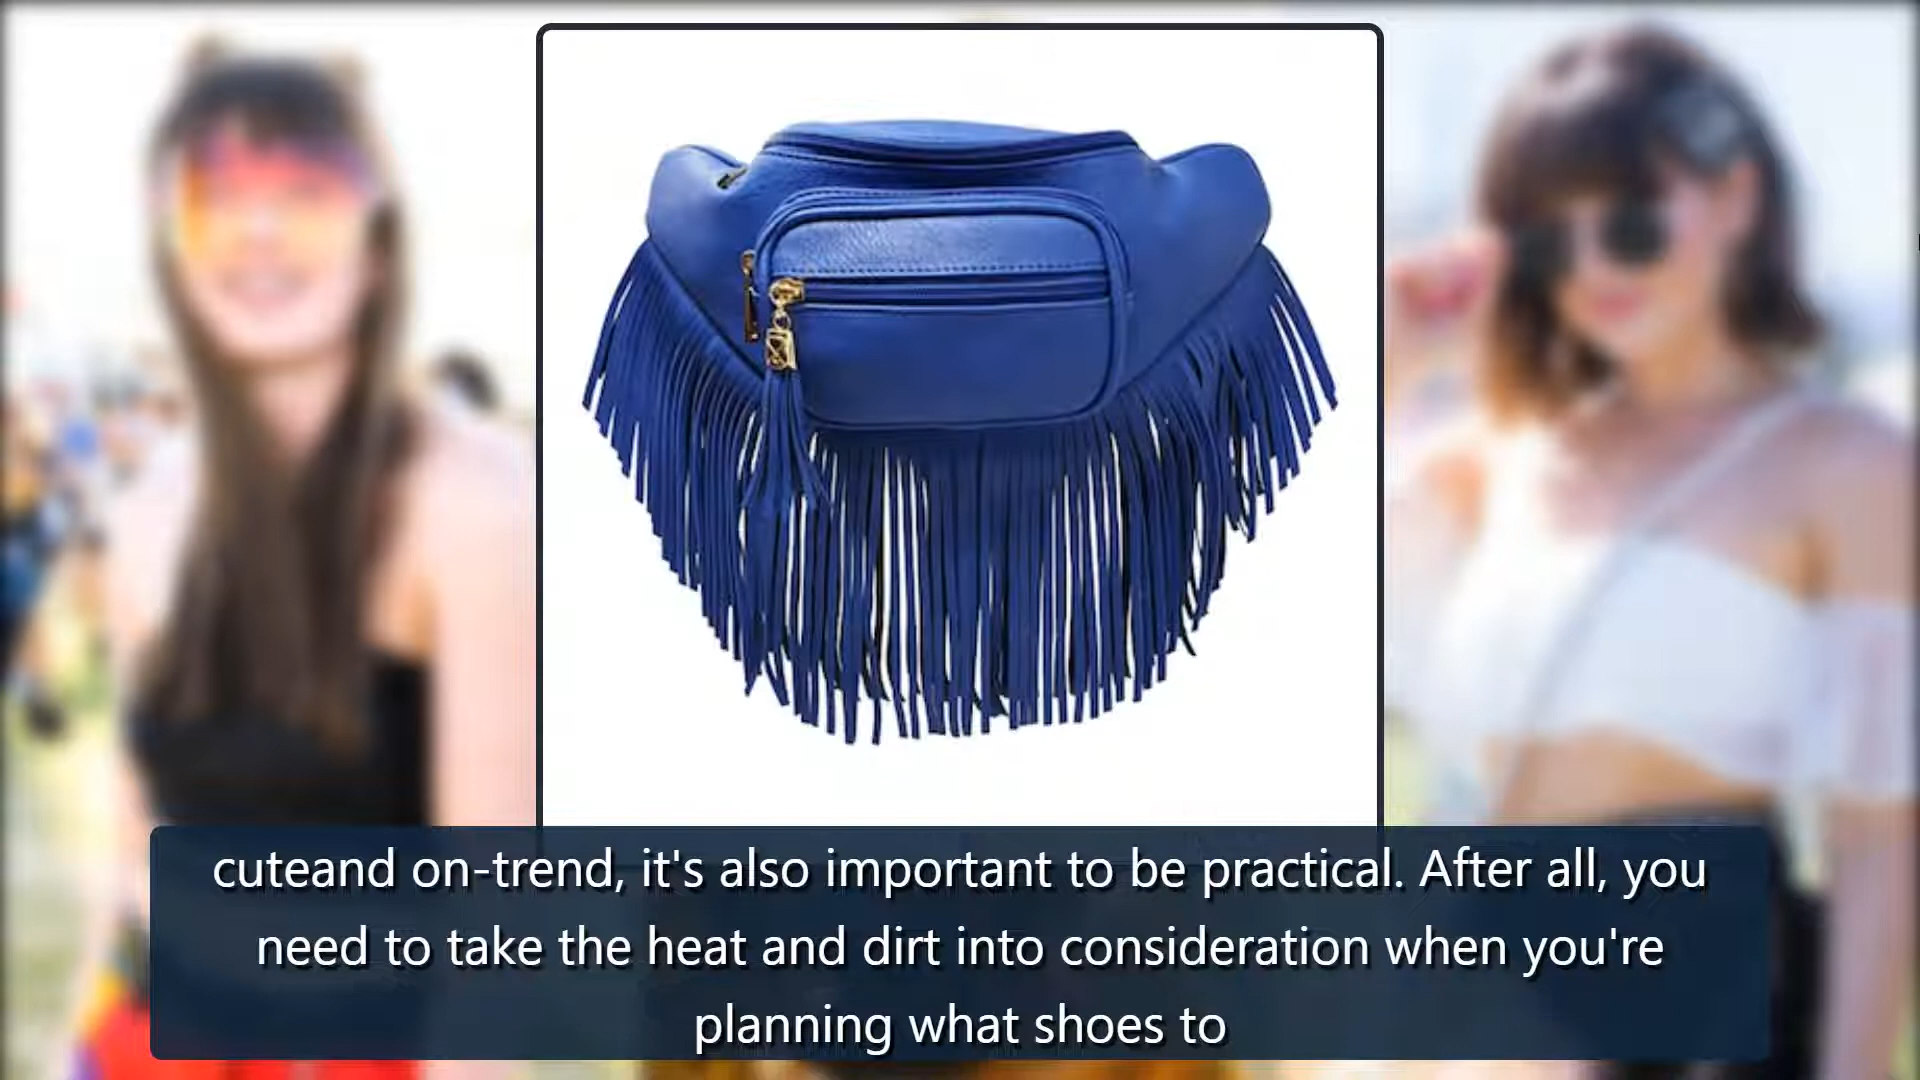 cuteand on-trend, it's also important to be practical. After all, you
need to take the heat and dirt into consideration when you're
planning what shoes to